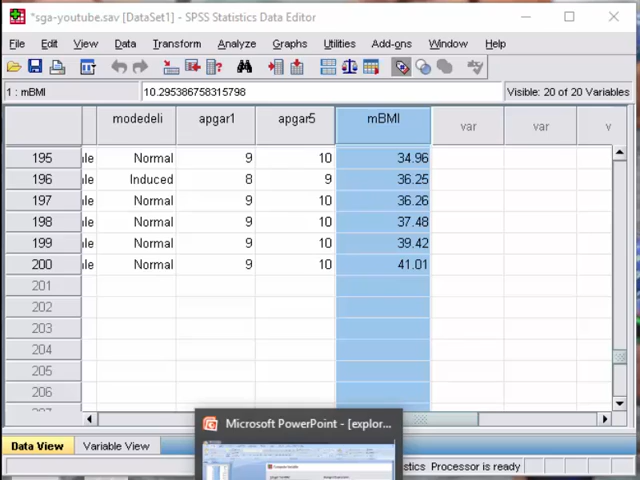 *sga-youtube.sav [DataSet1] - SPSS Statistics Data Editor
File Edit View Data Transform Analyze Graphs Utilities Add-ons Window Help
1 : mBMI 10.295386758315798 Visible: 20 of 20 Variables
modedeli apgar1 apgar5 mBMI var var v
195 ale Normal 9 10 34.96
196 ale Induced 8 9 36.25
197 ale Normal 9 10 36.26
198 ale Normal 9 10 37.48
199 ale Normal 9 10 39.42
200 ale Normal 9 10 41.01
201
202
203
204
205
206
207
Microsoft PowerPoint - [explor...
Data View Variable View
tistics Processor is ready